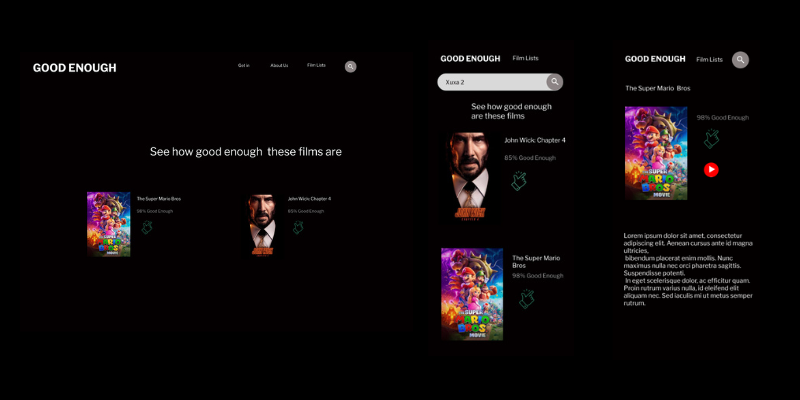 GOOD ENOUGH
Get in
About Us
Film Lists
See how good enough these films are
The Super Mario Bros
98% Good Enough
SUPER
MARIO
BROS
MOVIE
John Wick: Chapter 4
85% Good Enough
GOOD ENOUGH
Film Lists
Xuxa 2
See how good enough
are these films
John Wick: Chapter 4
85% Good Enough
The Super Mario
Bros
98% Good Enough
SUPER
MARIO
BROS
MOVIE
GOOD ENOUGH
Film Lists
The Super Mario Bros
98% Good Enough
SUPER
MARIO
BROS
MOVIE
Lorem ipsum dolor sit amet, consectetur
adipiscing elit. Aenean cursus ante id magna
ultricies,
bibendum placerat enim mollis. Nunc
maximus nulla nec orci pharetra sagittis.
Suspendisse potenti.
In eget scelerisque dolor, ac efficitur quam.
Proin rutrum varius nulla, id eleifend elit
aliquam nec. Sed iaculis mi ut metus semper
rutrum.